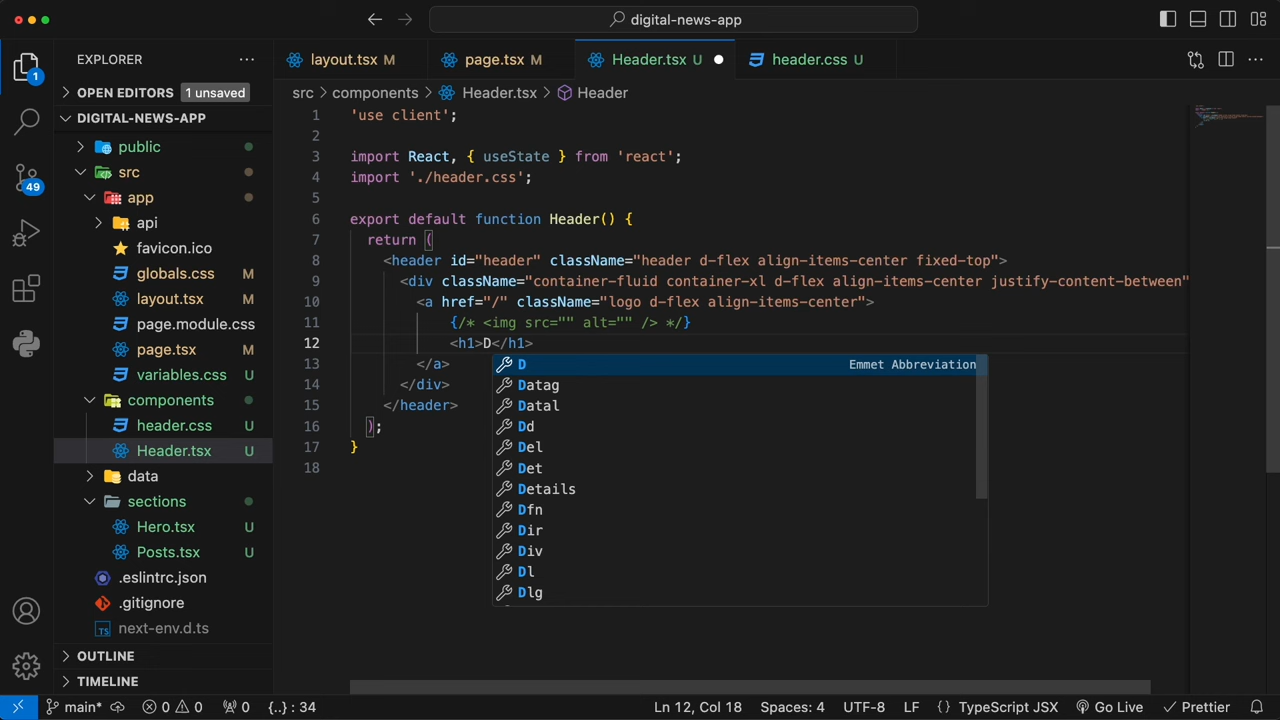 digital-news-app
EXPLORER
layout.tsx M
page.tsx M
Header.tsx U
header.css U
OPEN EDITORS 1 unsaved
src > components > Header.tsx > Header
DIGITAL-NEWS-APP
public
src
app
api
favicon.ico
globals.css M
layout.tsx M
page.module.css
page.tsx M
variables.css U
components
header.css U
Header.tsx U
data
sections
Hero.tsx U
Posts.tsx U
.eslintrc.json
.gitignore
TS next-env.d.ts
OUTLINE
TIMELINE
1
49
1 'use client';
2
3 import React, { useState } from 'react';
4 import './header.css';
5
6 export default function Header() {
7 return (
8 <header id="header" className="header d-flex align-items-center fixed-top">
9 <div className="container-fluid container-xl d-flex align-items-center justify-content-between"
10 <a href="/" className="logo d-flex align-items-center">
11 {/* <img src="" alt="" /> */}
12 <h1>D</h1>
13 </a>
14 </div>
15 </header>
16 );
17 }
18
D Emmet Abbreviation
Datag
Datal
Dd
Del
Det
Details
Dfn
Dir
Div
Dl
Dlg
main* 0 0 0 {..} : 34 Ln 12, Col 18 Spaces: 4 UTF-8 LF {} TypeScript JSX Go Live Prettier